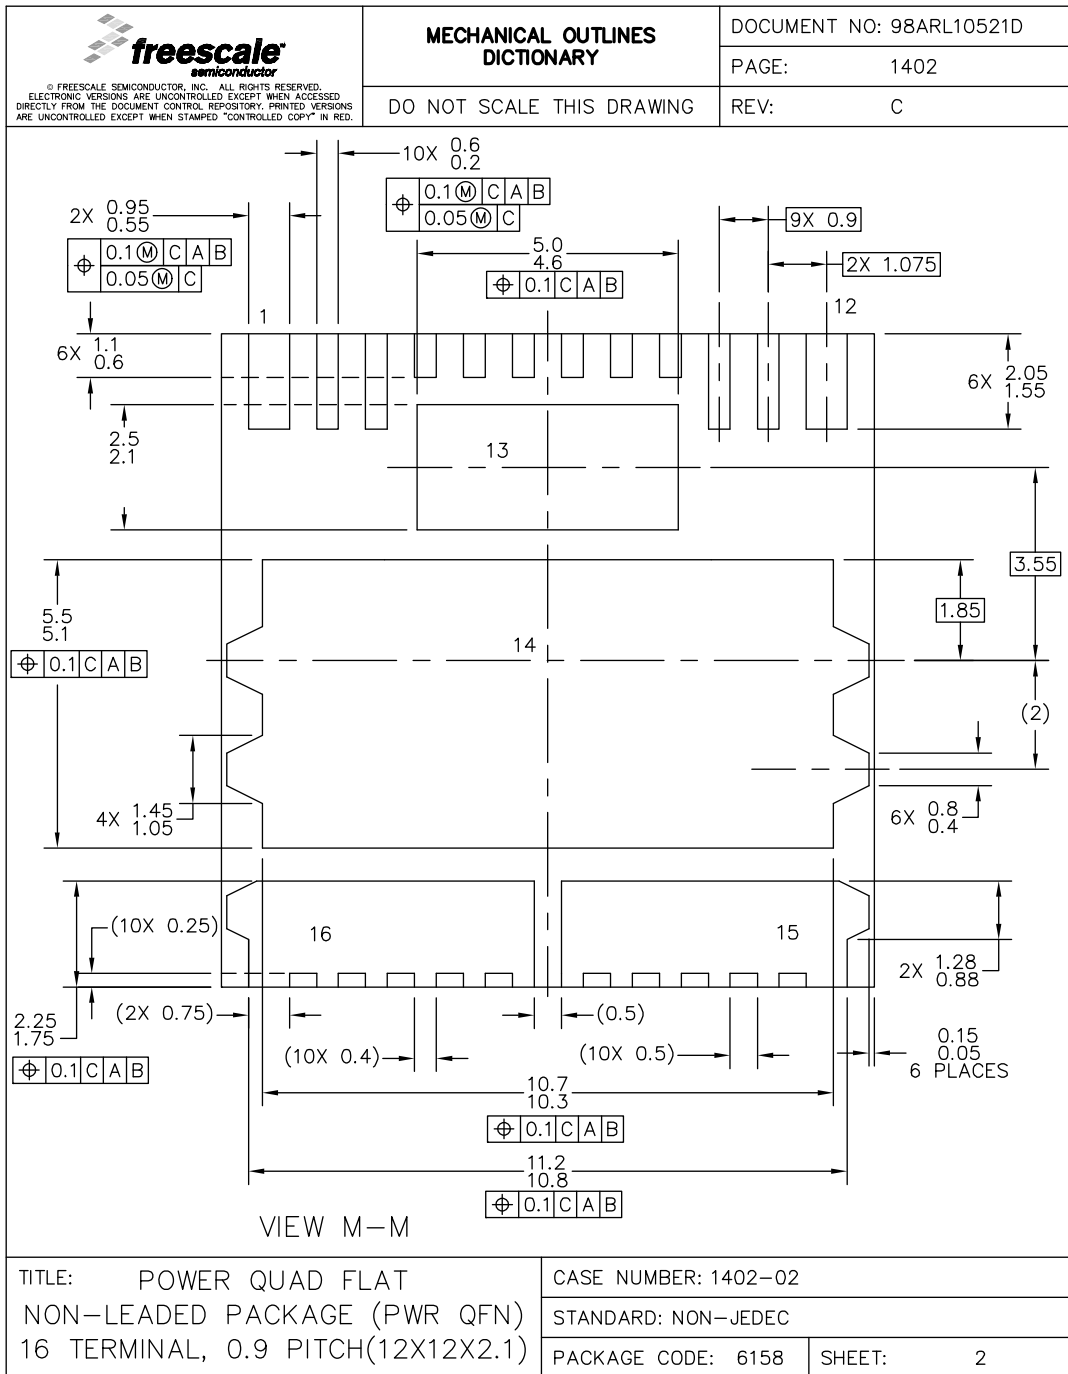 freescale™
semiconductor
© FREESCALE SEMICONDUCTOR, INC. ALL RIGHTS RESERVED.
ELECTRONIC VERSIONS ARE UNCONTROLLED EXCEPT WHEN ACCESSED
DIRECTLY FROM THE DOCUMENT CONTROL REPOSITORY. PRINTED VERSIONS
ARE UNCONTROLLED EXCEPT WHEN STAMPED "CONTROLLED COPY" IN RED.
MECHANICAL OUTLINES
DICTIONARY
DO NOT SCALE THIS DRAWING
DOCUMENT NO: 98ARL10521D
PAGE: 1402
REV: C
10X 0.6
0.2
⌖ 0.1Ⓜ C A B
0.05Ⓜ C
2X 0.95
0.55
⌖ 0.1Ⓜ C A B
0.05Ⓜ C
5.0
4.6
⌖ 0.1 C A B
9X 0.9
2X 1.075
1
12
6X 1.1
0.6
6X 2.05
1.55
2.5
2.1
13
3.55
1.85
5.5
5.1
⌖ 0.1 C A B
14
(2)
4X 1.45
1.05
6X 0.8
0.4
(10X 0.25)
16
15
2X 1.28
0.88
2.25
1.75
⌖ 0.1 C A B
(2X 0.75)
(0.5)
(10X 0.4)
(10X 0.5)
0.15
0.05
6 PLACES
10.7
10.3
⌖ 0.1 C A B
11.2
10.8
⌖ 0.1 C A B
VIEW M-M
TITLE: POWER QUAD FLAT
NON-LEADED PACKAGE (PWR QFN)
16 TERMINAL, 0.9 PITCH(12X12X2.1)
CASE NUMBER: 1402-02
STANDARD: NON-JEDEC
PACKAGE CODE: 6158
SHEET: 2